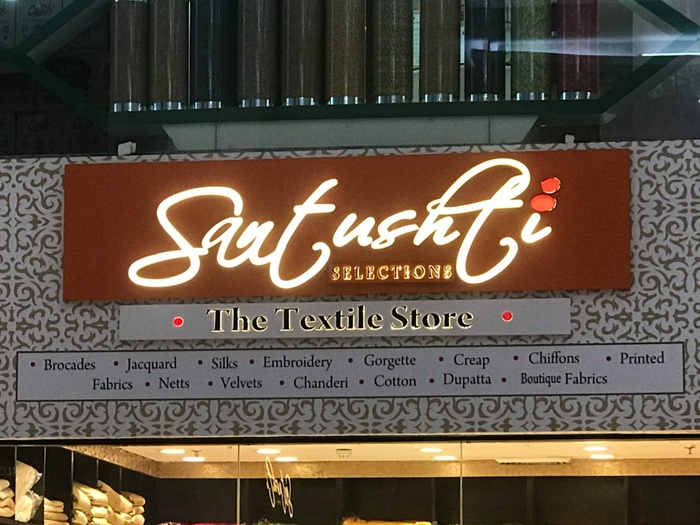 Santushti
SELECTIONS
The Textile Store
• Brocades • Jacquard • Silks • Embroidery • Gorgette • Creap • Chiffons • Printed
Fabrics • Netts • Velvets • Chanderi • Cotton • Dupatta • Boutique Fabrics